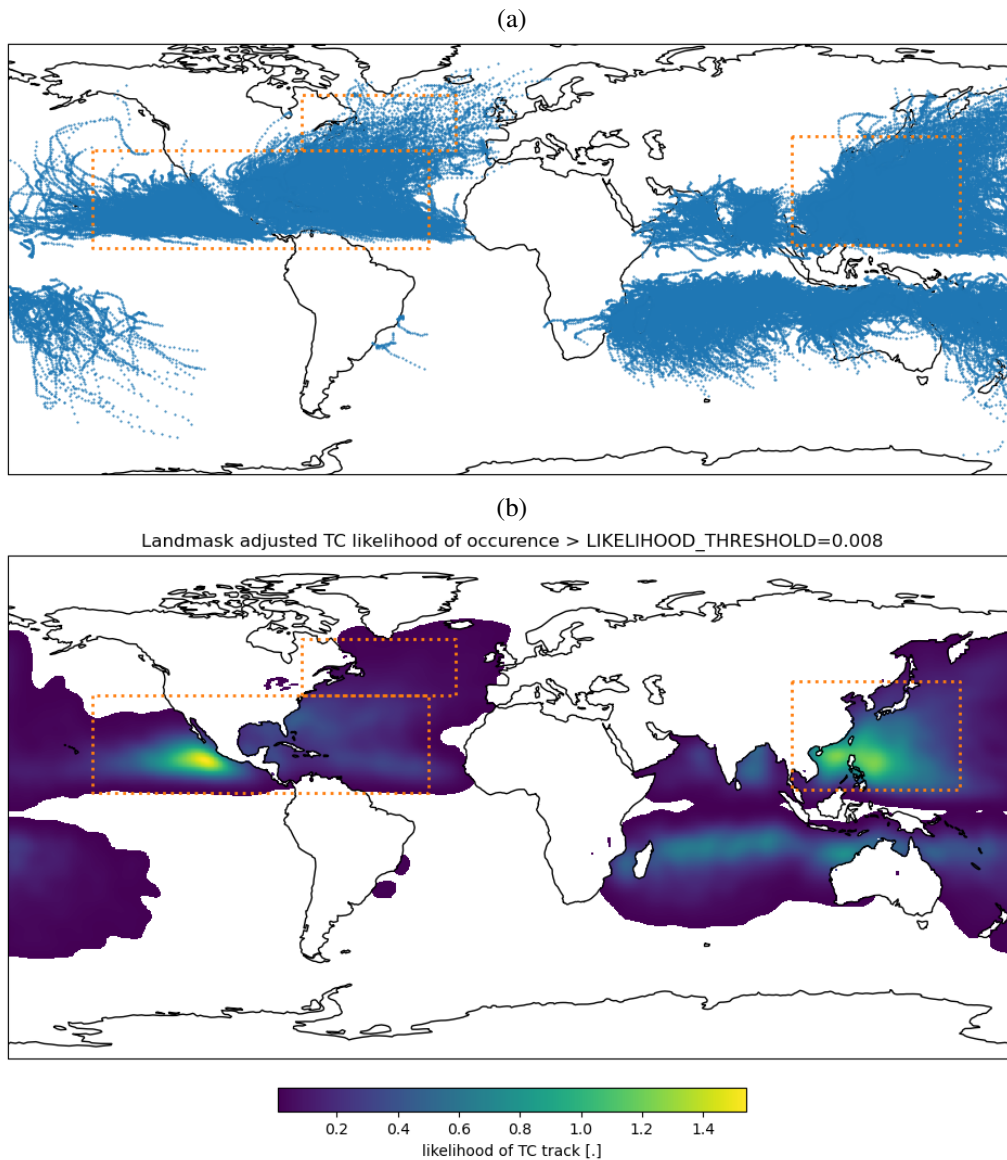 (a)
(b)
Landmask adjusted TC likelihood of occurence > LIKELIHOOD_THRESHOLD=0.008
0.2 0.4 0.6 0.8 1.0 1.2 1.4
likelihood of TC track [.]